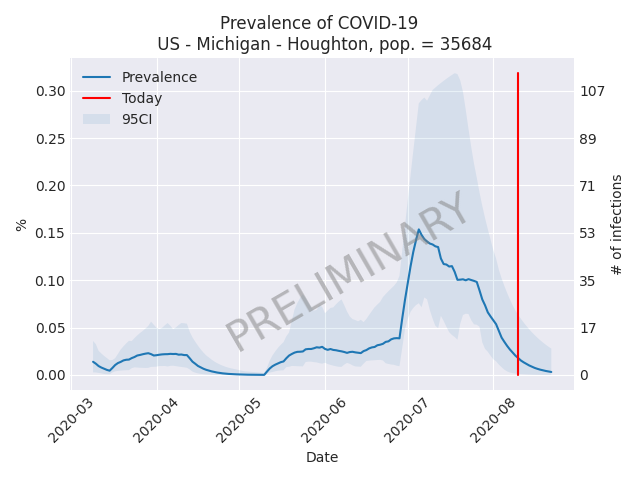 Prevalence of COVID-19
US - Michigan - Houghton, pop. = 35684
Prevalence
Today
95CI
0.30
0.25
0.20
0.15
0.10
0.05
0.00
%
107
89
71
53
35
17
0
# of infections
PRELIMINARY
2020-03
2020-04
2020-05
2020-06
2020-07
2020-08
Date